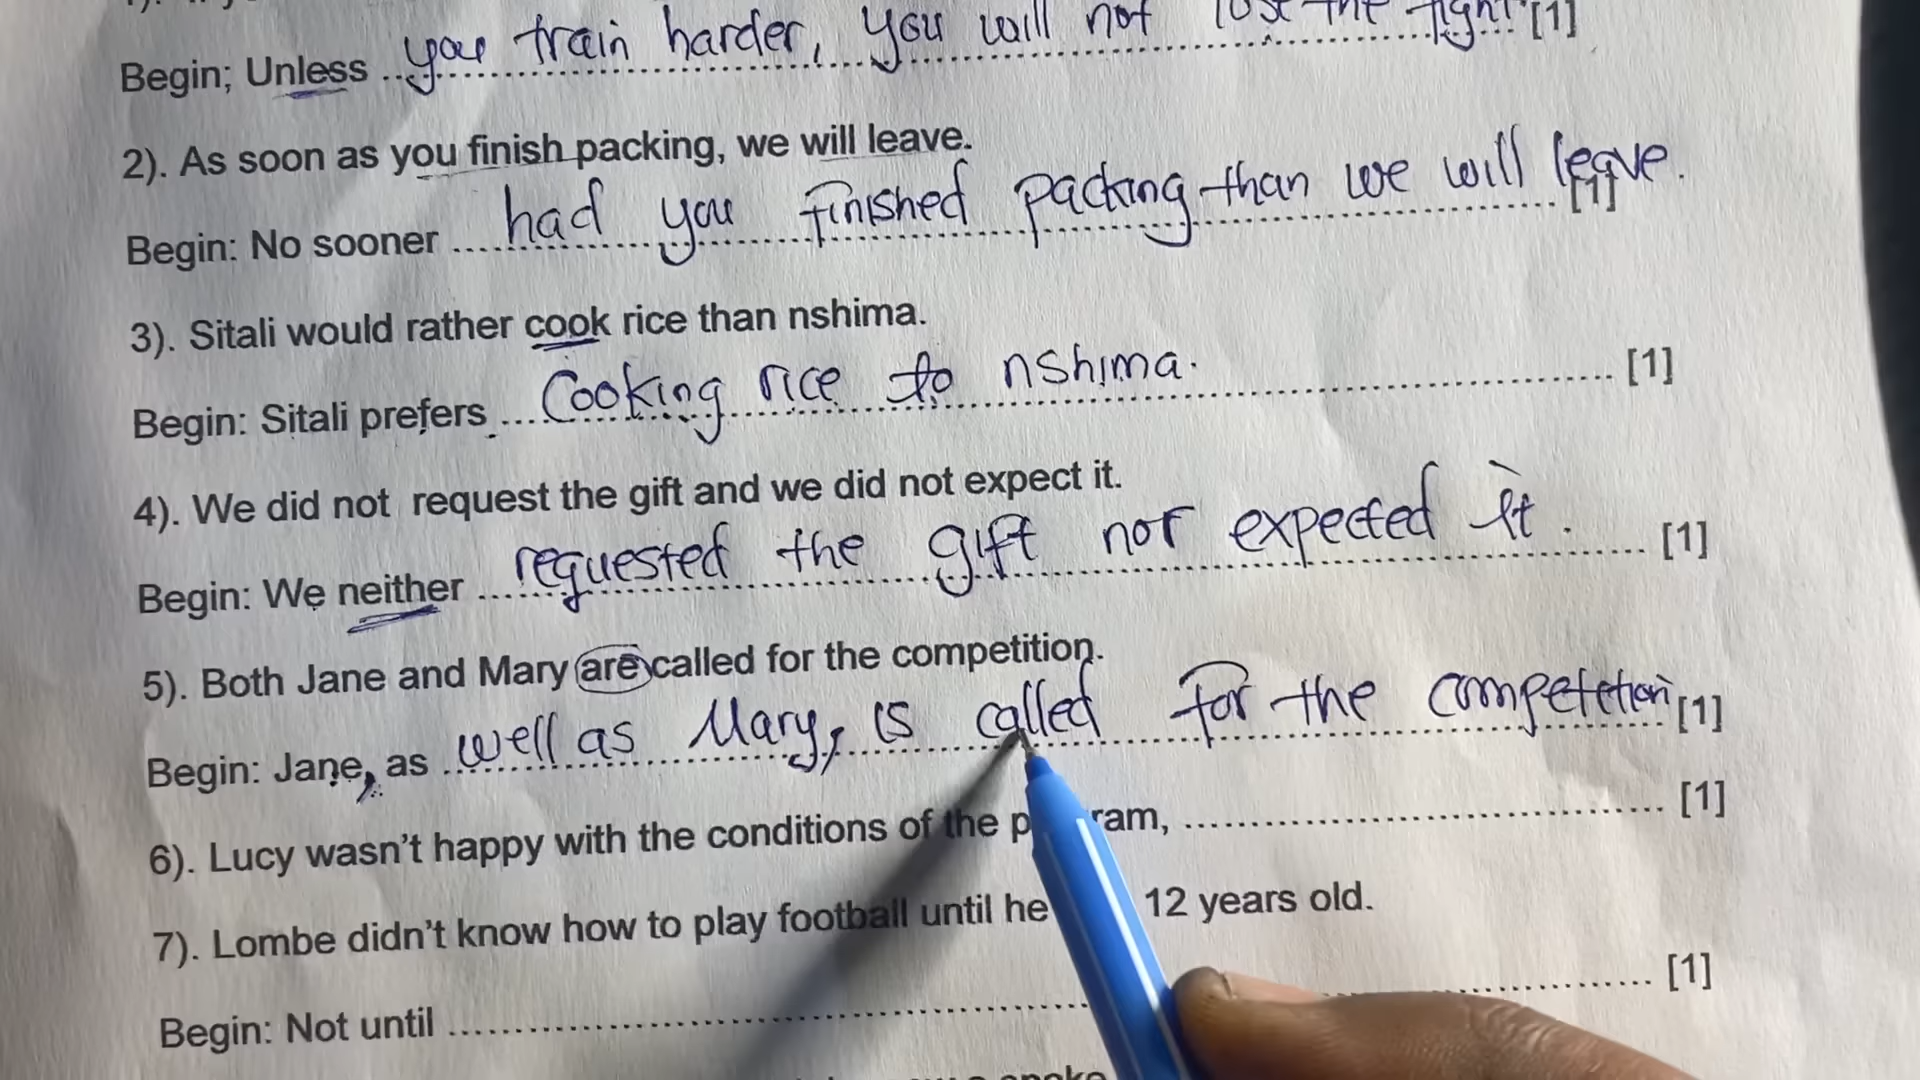 Begin; Unless you train harder, you will not lose the fight [1]
2). As soon as you finish packing, we will leave.
Begin: No sooner had you finished packing than we will leave. [1]
3). Sitali would rather cook rice than nshima.
Begin: Sitali prefers Cooking rice to nshima. [1]
4). We did not request the gift and we did not expect it.
Begin: We neither requested the gift nor expected it. [1]
5). Both Jane and Mary are called for the competition.
Begin: Jane, as well as Mary, is called for the competetion [1]
6). Lucy wasn't happy with the conditions of the p ram, [1]
7). Lombe didn't know how to play football until he 12 years old.
Begin: Not until [1]